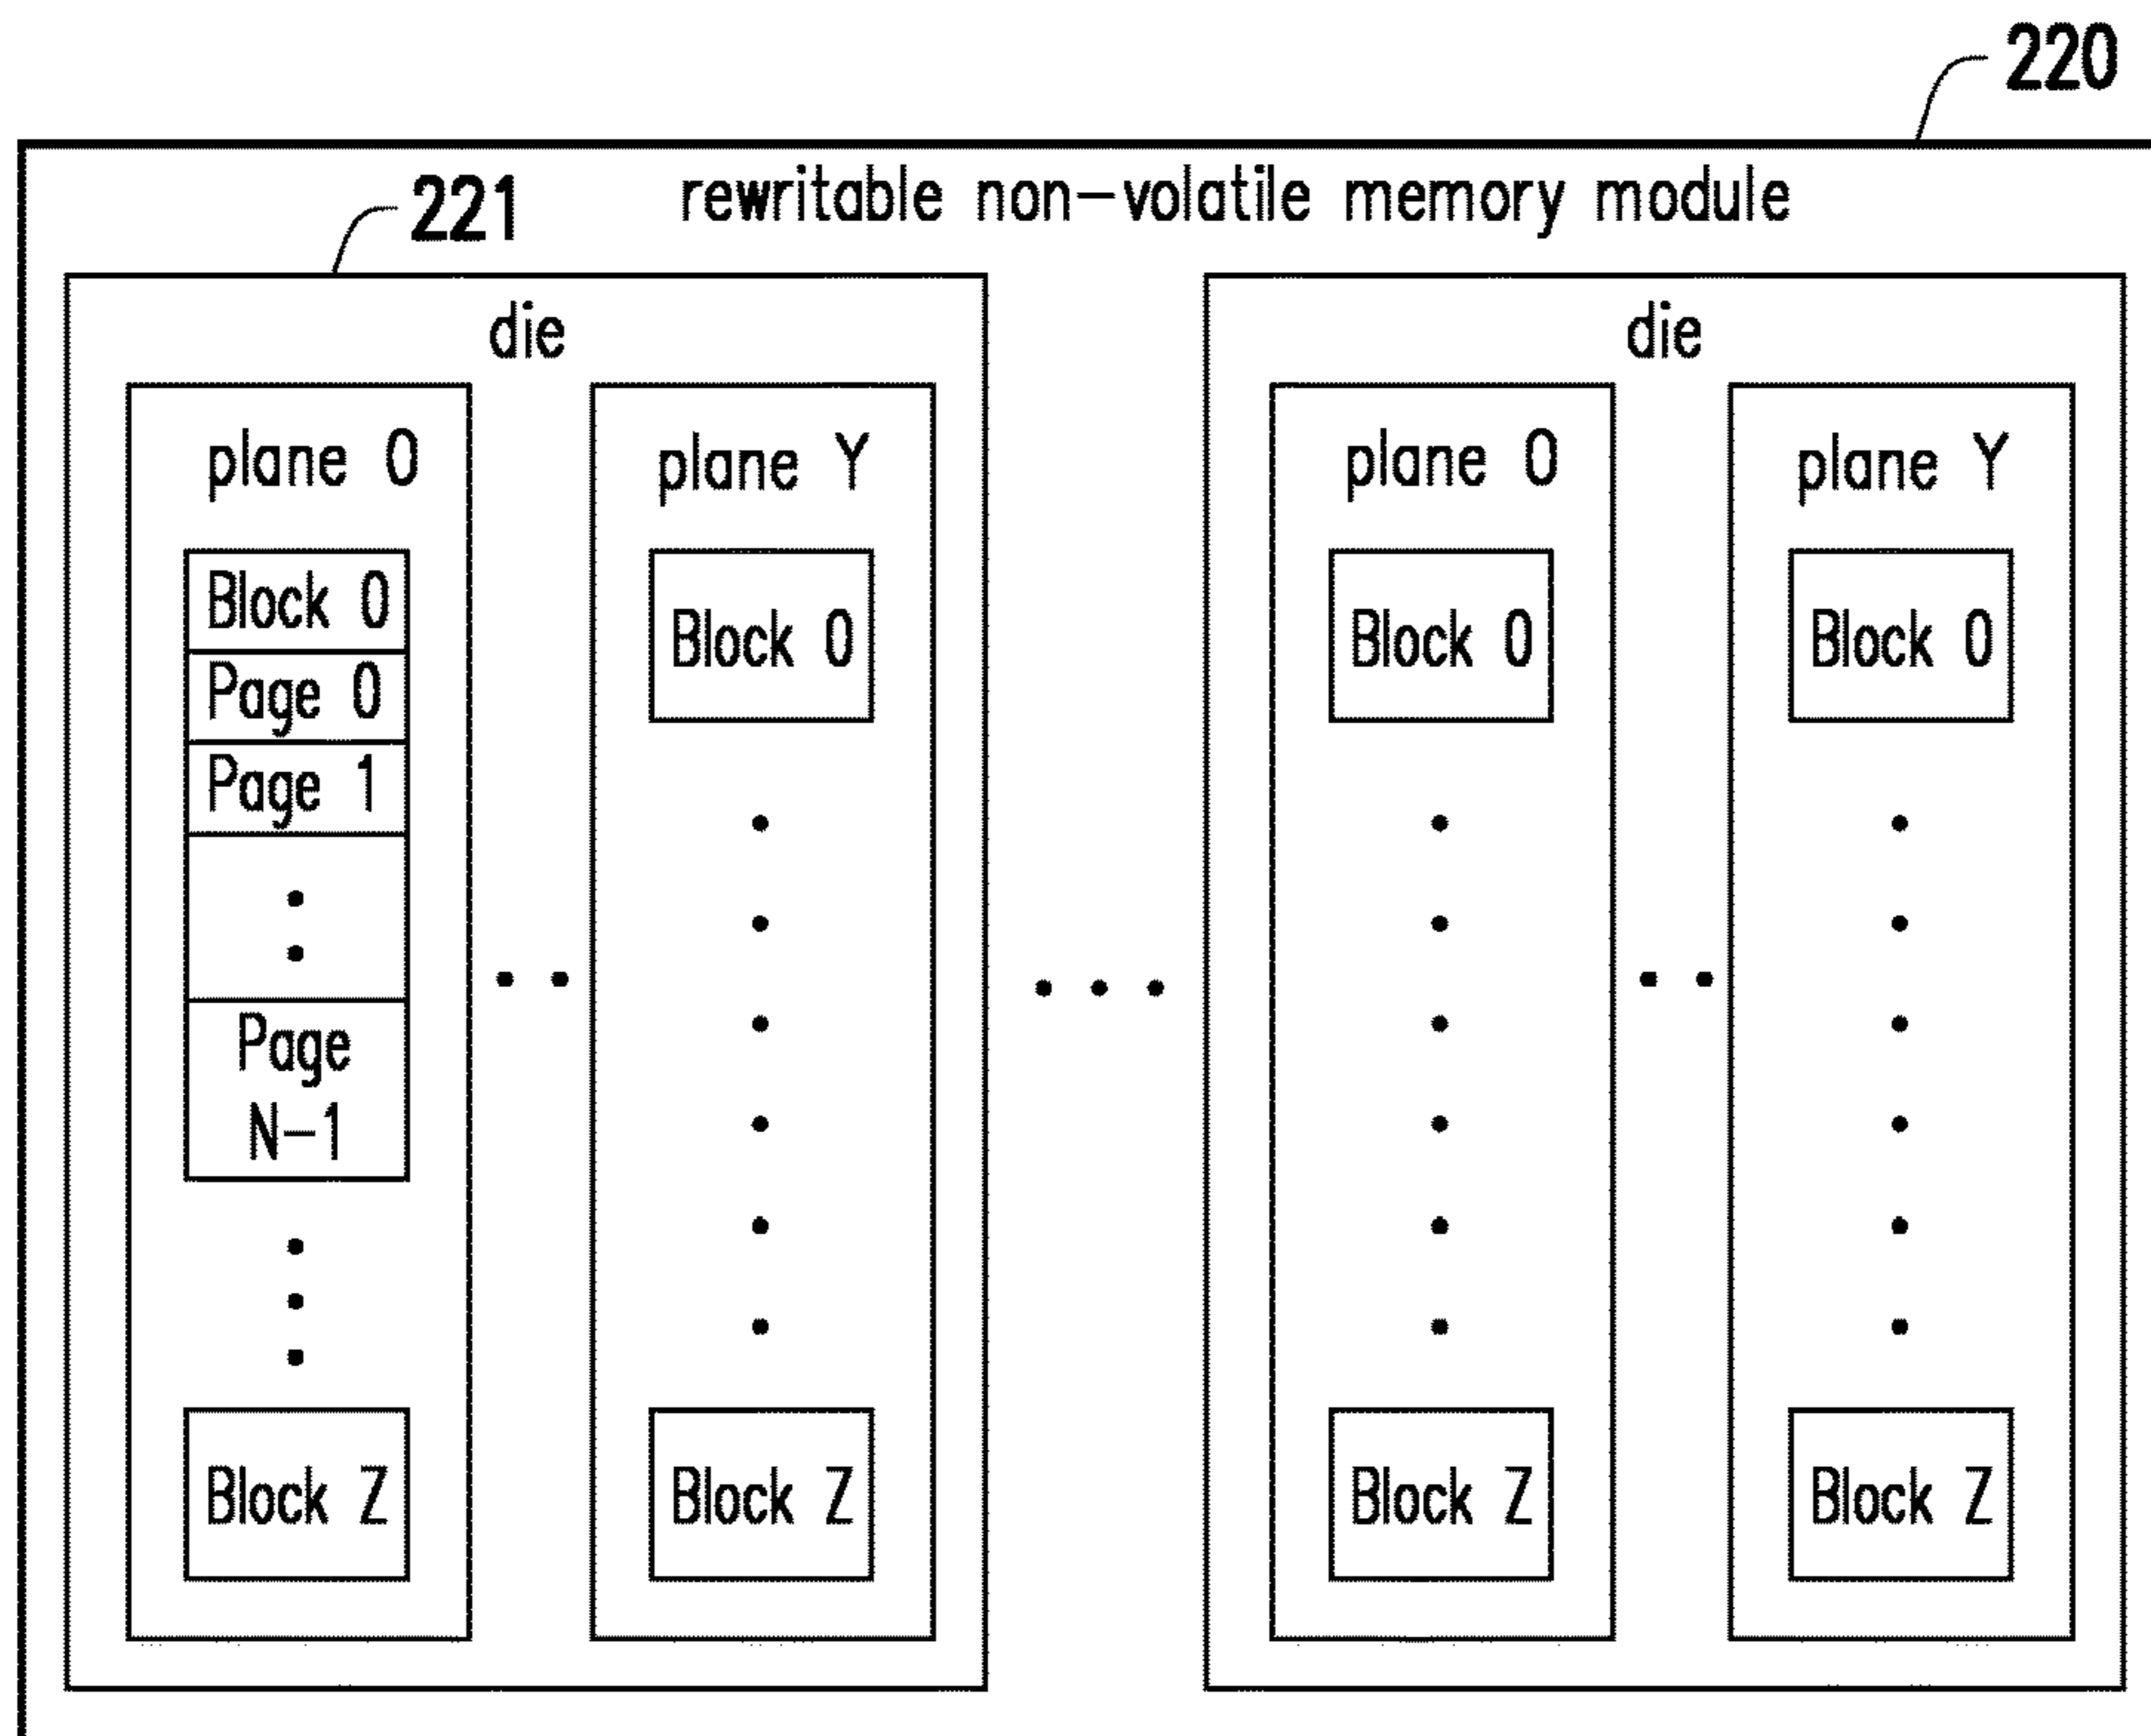 220
221
rewritable non-volatile memory module
die
plane 0
Block 0
Page 0
Page 1
Page
N-1
Block Z
plane Y
Block 0
Block Z
die
plane 0
Block 0
Block Z
plane Y
Block 0
Block Z